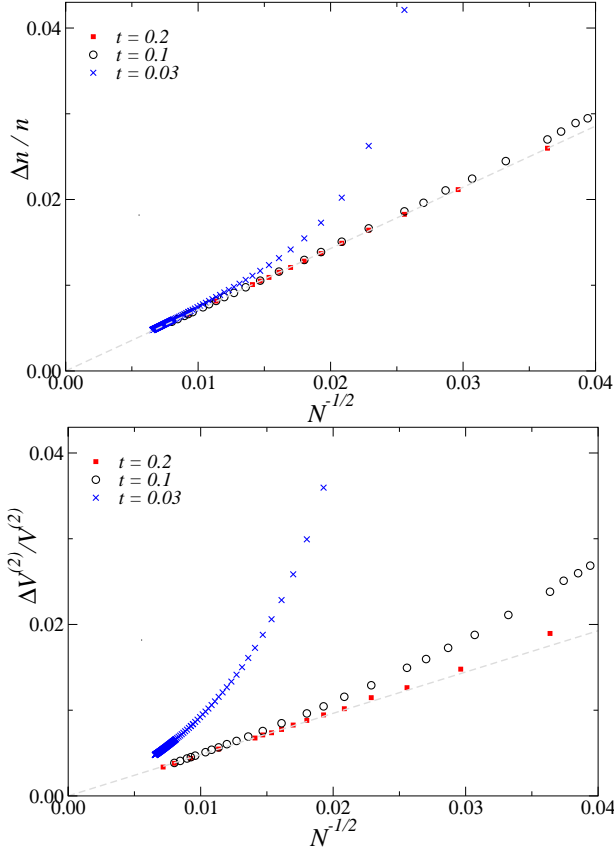 0.04
t = 0.2
t = 0.1
t = 0.03
Δn / n
0.02
0.00
0.00 0.01 0.02 0.03 0.04
N^{-1/2}
0.04
t = 0.2
t = 0.1
t = 0.03
ΔV^{(2)}/V^{(2)}
0.02
0.00
0.00 0.01 0.02 0.03 0.04
N^{-1/2}